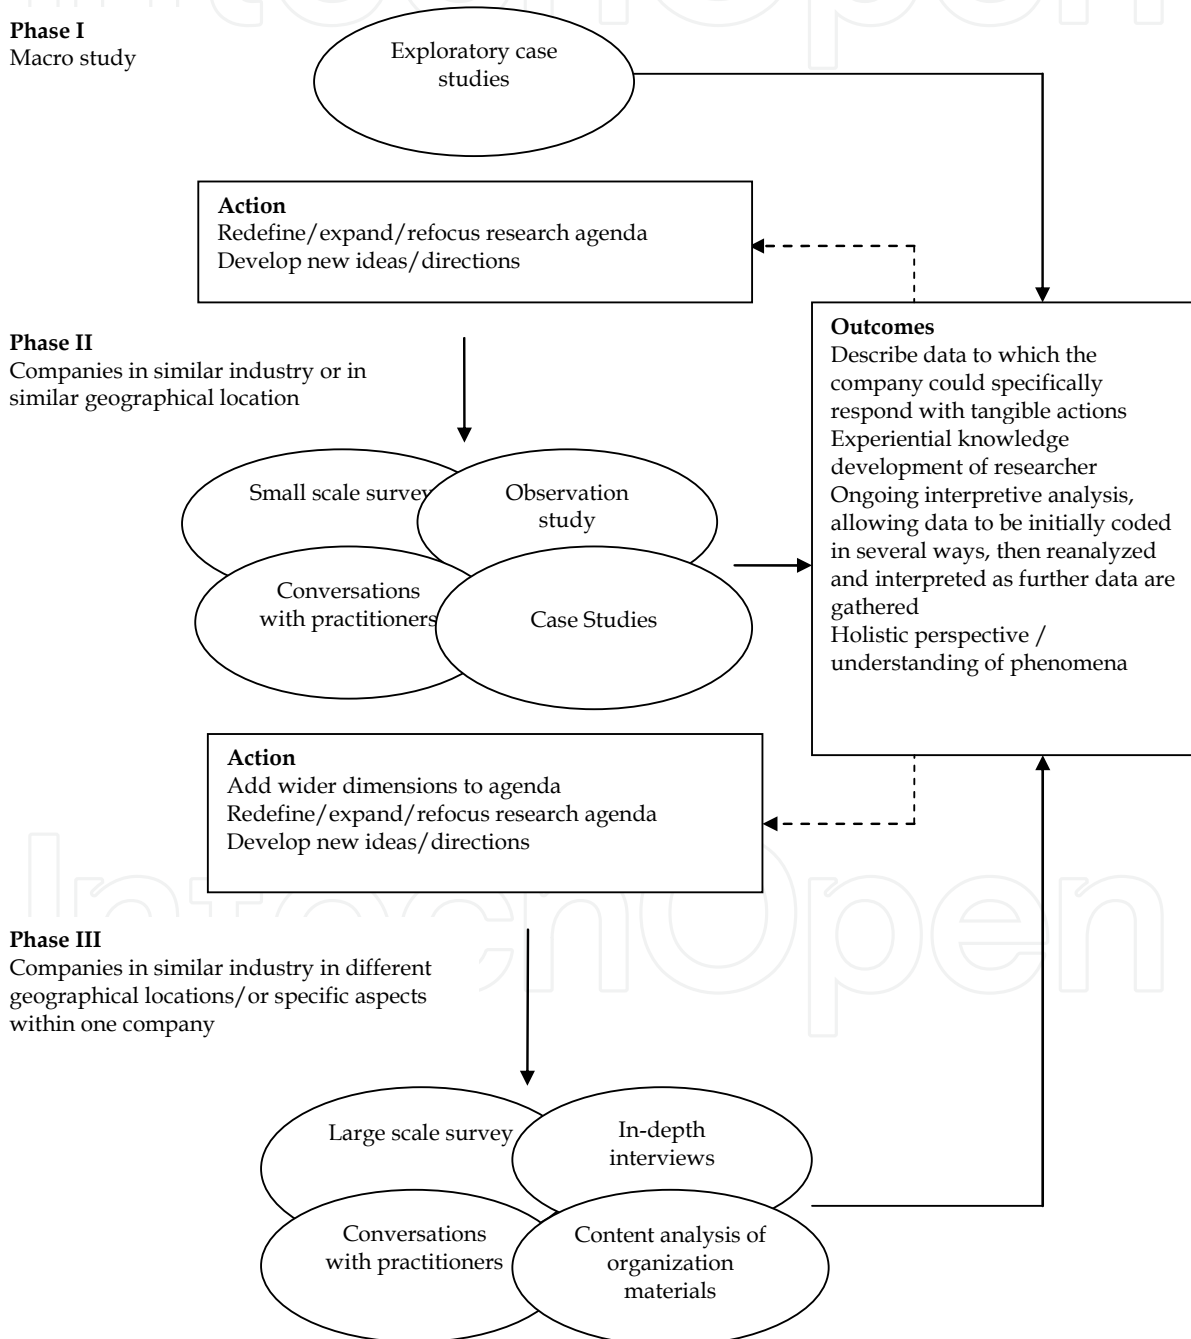 Phase I
Macro study
Exploratory case
studies
Action
Redefine/expand/refocus research agenda
Develop new ideas/directions
Phase II
Companies in similar industry or in
similar geographical location
Outcomes
Describe data to which the
company could specifically
respond with tangible actions
Experiential knowledge
development of researcher
Ongoing interpretive analysis,
allowing data to be initially coded
in several ways, then reanalyzed
and interpreted as further data are
gathered
Holistic perspective /
understanding of phenomena
Small scale survey
Observation
study
Conversations
with practitioners
Case Studies
Action
Add wider dimensions to agenda
Redefine/expand/refocus research agenda
Develop new ideas/directions
IntechOpen
Phase III
Companies in similar industry in different
geographical locations/or specific aspects
within one company
Large scale survey
In-depth
interviews
Conversations
with practitioners
Content analysis of
organization
materials